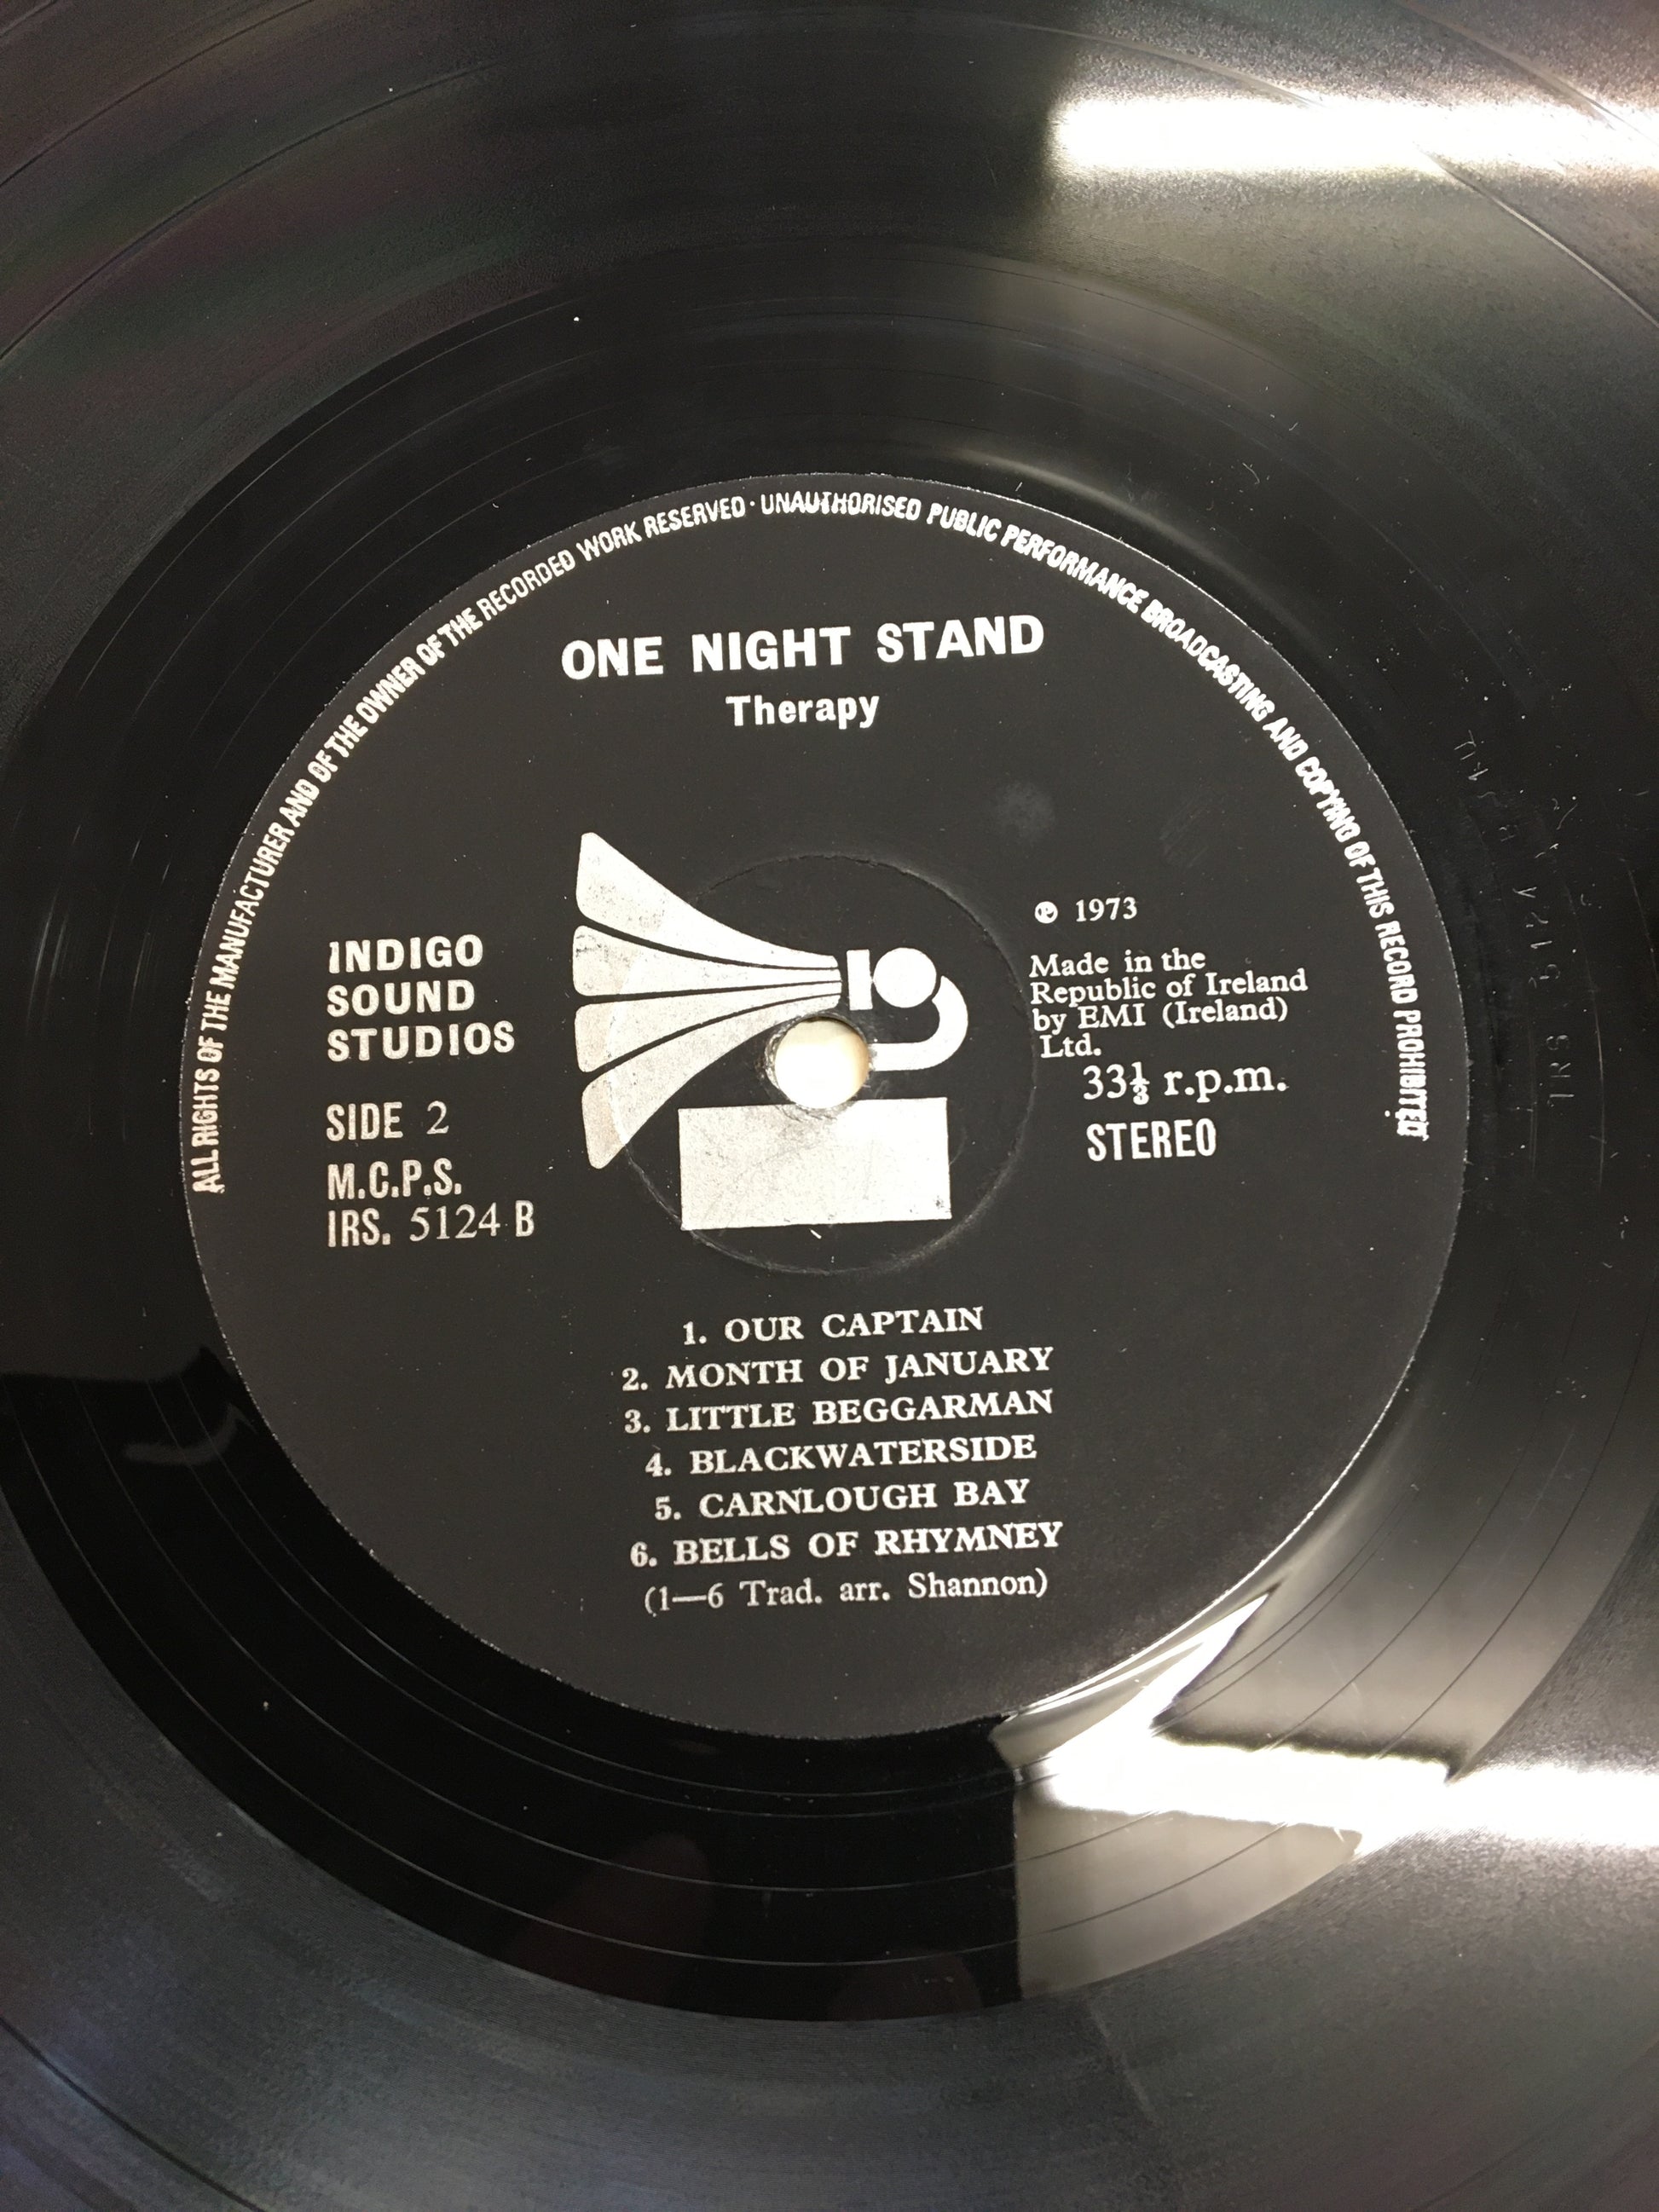 ALL RIGHTS OF THE MANUFACTURER AND OF THE OWNER OF THE RECORDED WORK RESERVED · UNAUTHORISED PUBLIC PERFORMANCE BROADCASTING AND COPYING OF THIS RECORD PROHIBITED
ONE NIGHT STAND
Therapy
INDIGO
SOUND
STUDIOS
SIDE 2
M.C.P.S.
IRS. 5124 B
℗ 1973
Made in the
Republic of Ireland
by EMI (Ireland)
Ltd.
33⅓ r.p.m.
STEREO
1. OUR CAPTAIN
2. MONTH OF JANUARY
3. LITTLE BEGGARMAN
4. BLACKWATERSIDE
5. CARNLOUGH BAY
6. BELLS OF RHYMNEY
(1—6 Trad. arr. Shannon)